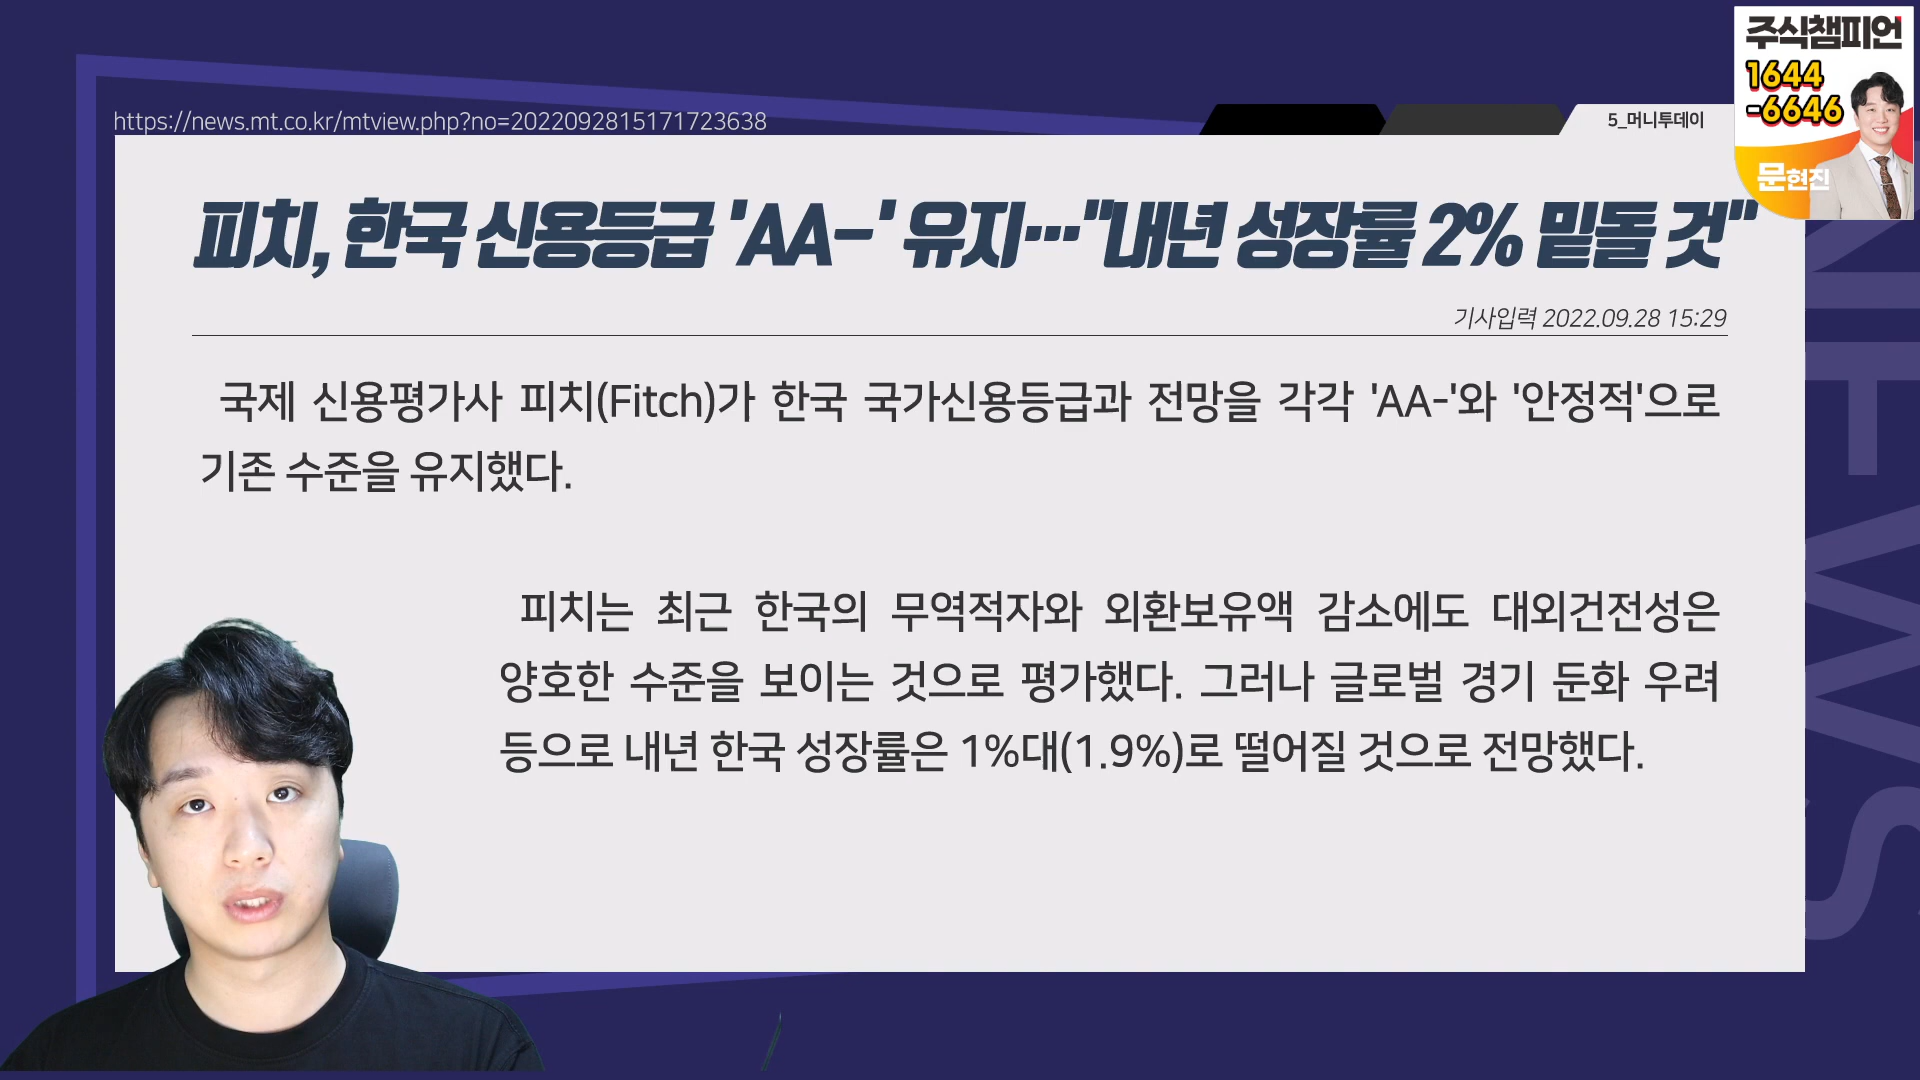 주식챔피언
1644
-6646
문현진
https://news.mt.co.kr/mtview.php?no=2022092815171723638
5_머니투데이
피치, 한국 신용등급 'AA-' 유지…"내년 성장률 2% 밑돌 것"
기사입력 2022.09.28 15:29
국제 신용평가사 피치(Fitch)가 한국 국가신용등급과 전망을 각각 'AA-'와 '안정적'으로
기존 수준을 유지했다.
피치는 최근 한국의 무역적자와 외환보유액 감소에도 대외건전성은
양호한 수준을 보이는 것으로 평가했다. 그러나 글로벌 경기 둔화 우려
등으로 내년 한국 성장률은 1%대(1.9%)로 떨어질 것으로 전망했다.
NEWS